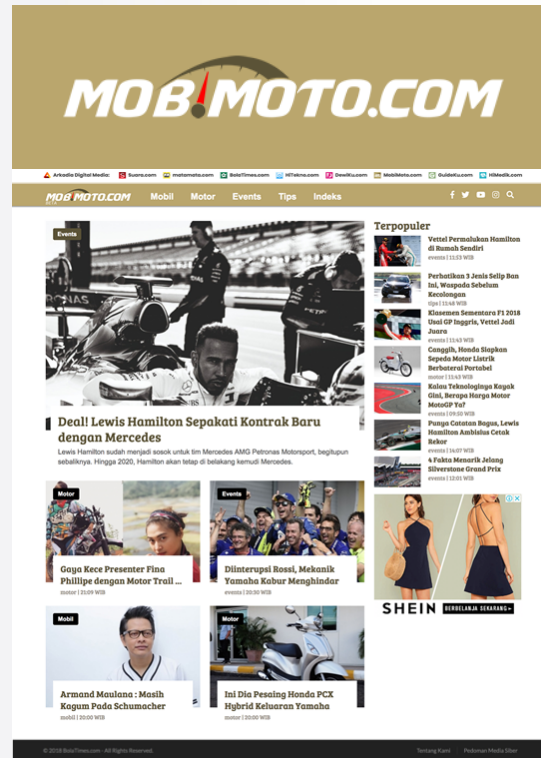 MOB!MOTO.COM
Arkadia Digital Media: Suara.com matamata.com BolaTimes.com HiTekno.com DewiKu.com MobiMoto.com GuideKu.com HiMedik.com
MOB!MOTO.COM Mobil Motor Events Tips Indeks
BETA
Events
PETRONAS
Deal! Lewis Hamilton Sepakati Kontrak Baru
dengan Mercedes
Lewis Hamilton sudah menjadi sosok untuk tim Mercedes AMG Petronas Motorsport, begitupun
sebaliknya. Hingga 2020, Hamilton akan tetap di belakang kemudi Mercedes.
Motor
Gaya Kece Presenter Fina
Phillipe dengan Motor Trail ...
motor | 21:09 WIB
Events
Diinterupsi Rossi, Mekanik
Yamaha Kabur Menghindar
events | 20:30 WIB
Mobil
Armand Maulana : Masih
Kagum Pada Schumacher
mobil | 20:00 WIB
Motor
Ini Dia Pesaing Honda PCX
Hybrid Keluaran Yamaha
motor | 20:00 WIB
Terpopuler
Vettel Permalukan Hamilton
di Rumah Sendiri
events | 11:53 WIB
Perhatikan 3 Jenis Selip Ban
Ini, Waspada Sebelum
Kecolongan
tips | 11:46 WIB
Klasemen Sementara F1 2018
Usai GP Inggris, Vettel Jadi
Juara
events | 11:43 WIB
Canggih, Honda Siapkan
Sepeda Motor Listrik
Berbaterai Portabel
motor | 11:43 WIB
Kalau Teknologinya Kayak
Gini, Berapa Harga Motor
MotoGP Ya?
events | 09:30 WIB
Punya Catatan Bagus, Lewis
Hamilton Ambisius Cetak
Rekor
events | 14:07 WIB
4 Fakta Menarik Jelang
Silverstone Grand Prix
events | 12:01 WIB
SHEIN BERBELANJA SEKARANG
© 2018 BolaTimes.com - All Rights Reserved. Tentang Kami Pedoman Media Siber